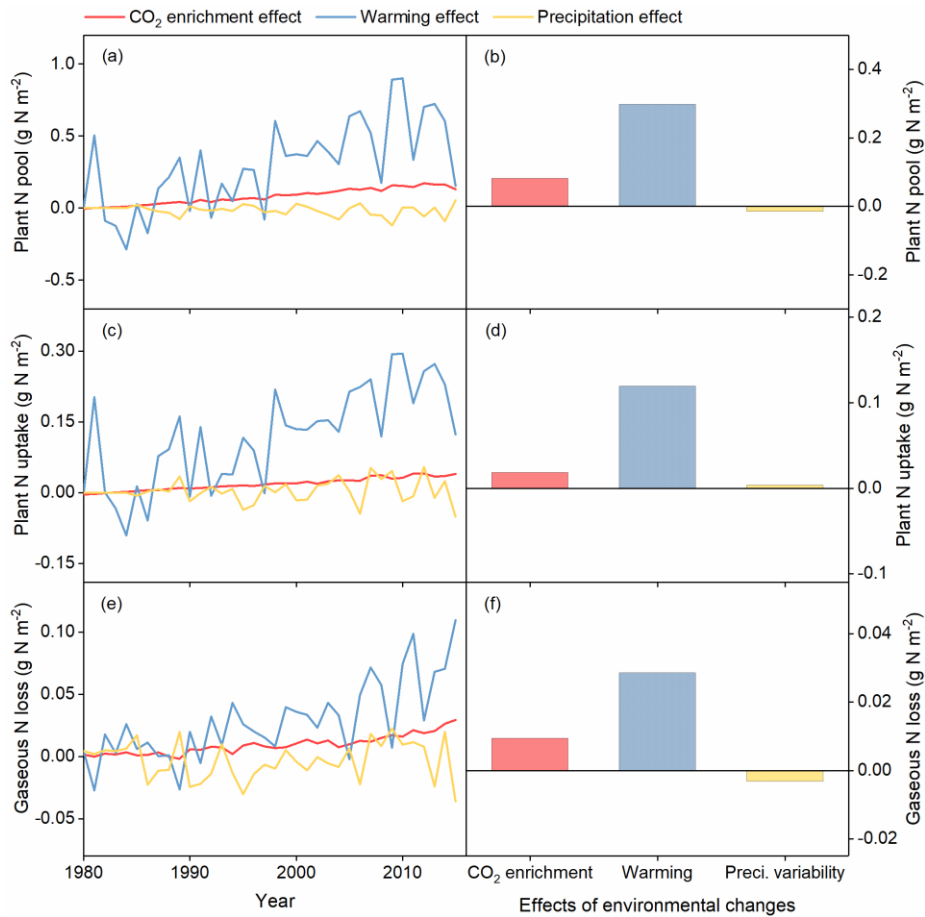 CO₂ enrichment effect Warming effect Precipitation effect
(a)
1.0
0.5
0.0
-0.5
Plant N pool (g N m⁻²)
(b)
0.4
0.2
0.0
-0.2
Plant N pool (g N m⁻²)
(c)
0.30
0.15
0.00
-0.15
Plant N uptake (g N m⁻²)
(d)
0.2
0.1
0.0
-0.1
Plant N uptake (g N m⁻²)
(e)
0.10
0.05
0.00
-0.05
Gaseous N loss (g N m⁻²)
(f)
0.04
0.02
0.00
-0.02
Gaseous N loss (g N m⁻²)
1980 1990 2000 2010
Year
CO₂ enrichment Warming Preci. variability
Effects of environmental changes